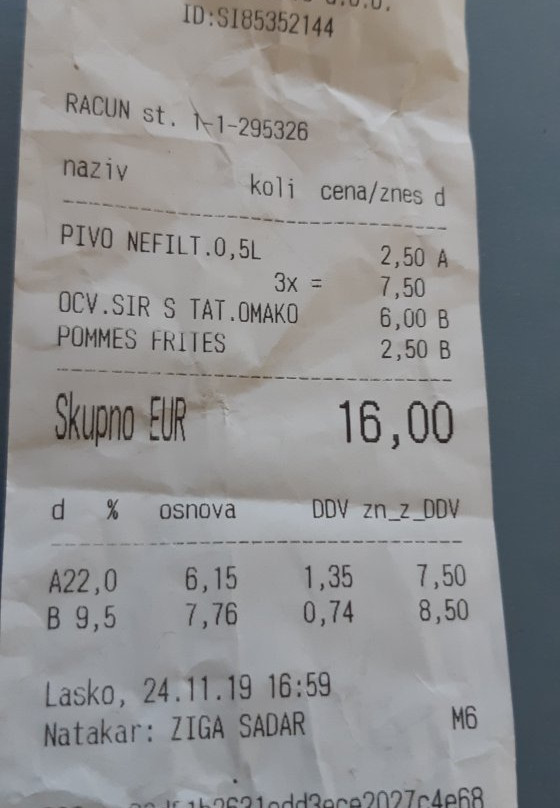 d.o.o.
ID:SI85352144
RACUN st. 1-1-295326
naziv koli cena/znes d
PIVO NEFILT.0,5L 2,50 A
3x = 7,50
OCV.SIR S TAT.OMAKO 6,00 B
POMMES FRITES 2,50 B
Skupno EUR 16,00
d % osnova DDV zn_z_DDV
A22,0 6,15 1,35 7,50
B 9,5 7,76 0,74 8,50
Lasko, 24.11.19 16:59
Natakar: ZIGA SADAR M6